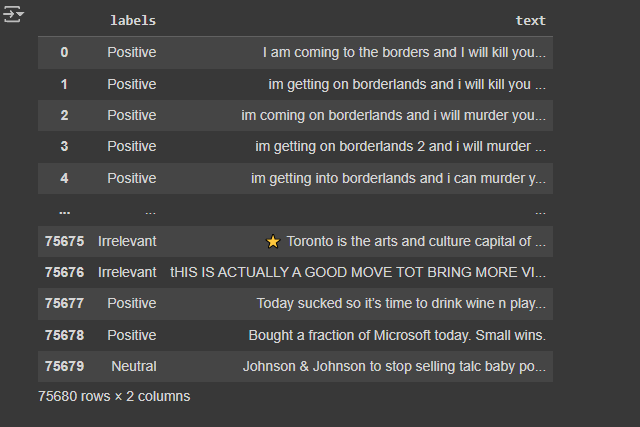 labels text
0 Positive I am coming to the borders and I will kill you...
1 Positive im getting on borderlands and i will kill you ...
2 Positive im coming on borderlands and i will murder you...
3 Positive im getting on borderlands 2 and i will murder ...
4 Positive im getting into borderlands and i can murder y...
... ... ...
75675 Irrelevant ⭐ Toronto is the arts and culture capital of ...
75676 Irrelevant tHIS IS ACTUALLY A GOOD MOVE TOT BRING MORE VI...
75677 Positive Today sucked so it's time to drink wine n play...
75678 Positive Bought a fraction of Microsoft today. Small wins.
75679 Neutral Johnson & Johnson to stop selling talc baby po...
75680 rows × 2 columns